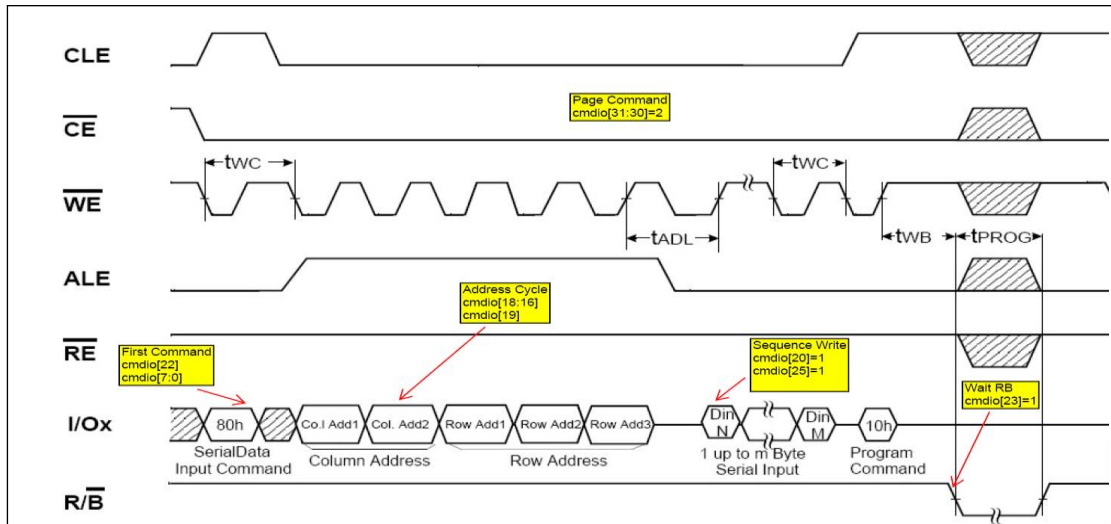 CLE
CE
Page Command
cmdio[31:30]=2
tWC
tWC
WE
tADL
tWB
tPROG
ALE
Address Cycle
cmdio[18:16]
cmdio[19]
RE
First Command
cmdio[22]
cmdio[7:0]
Sequence Write
cmdio[20]=1
cmdio[25]=1
Wait RB
cmdio[23]=1
I/Ox
80h
Co.l Add1
Col. Add2
Row Add1
Row Add2
Row Add3
Din
N
Din
M
10h
SerialData
Input Command
Column Address
Row Address
1 up to m Byte
Serial Input
Program
Command
R/B